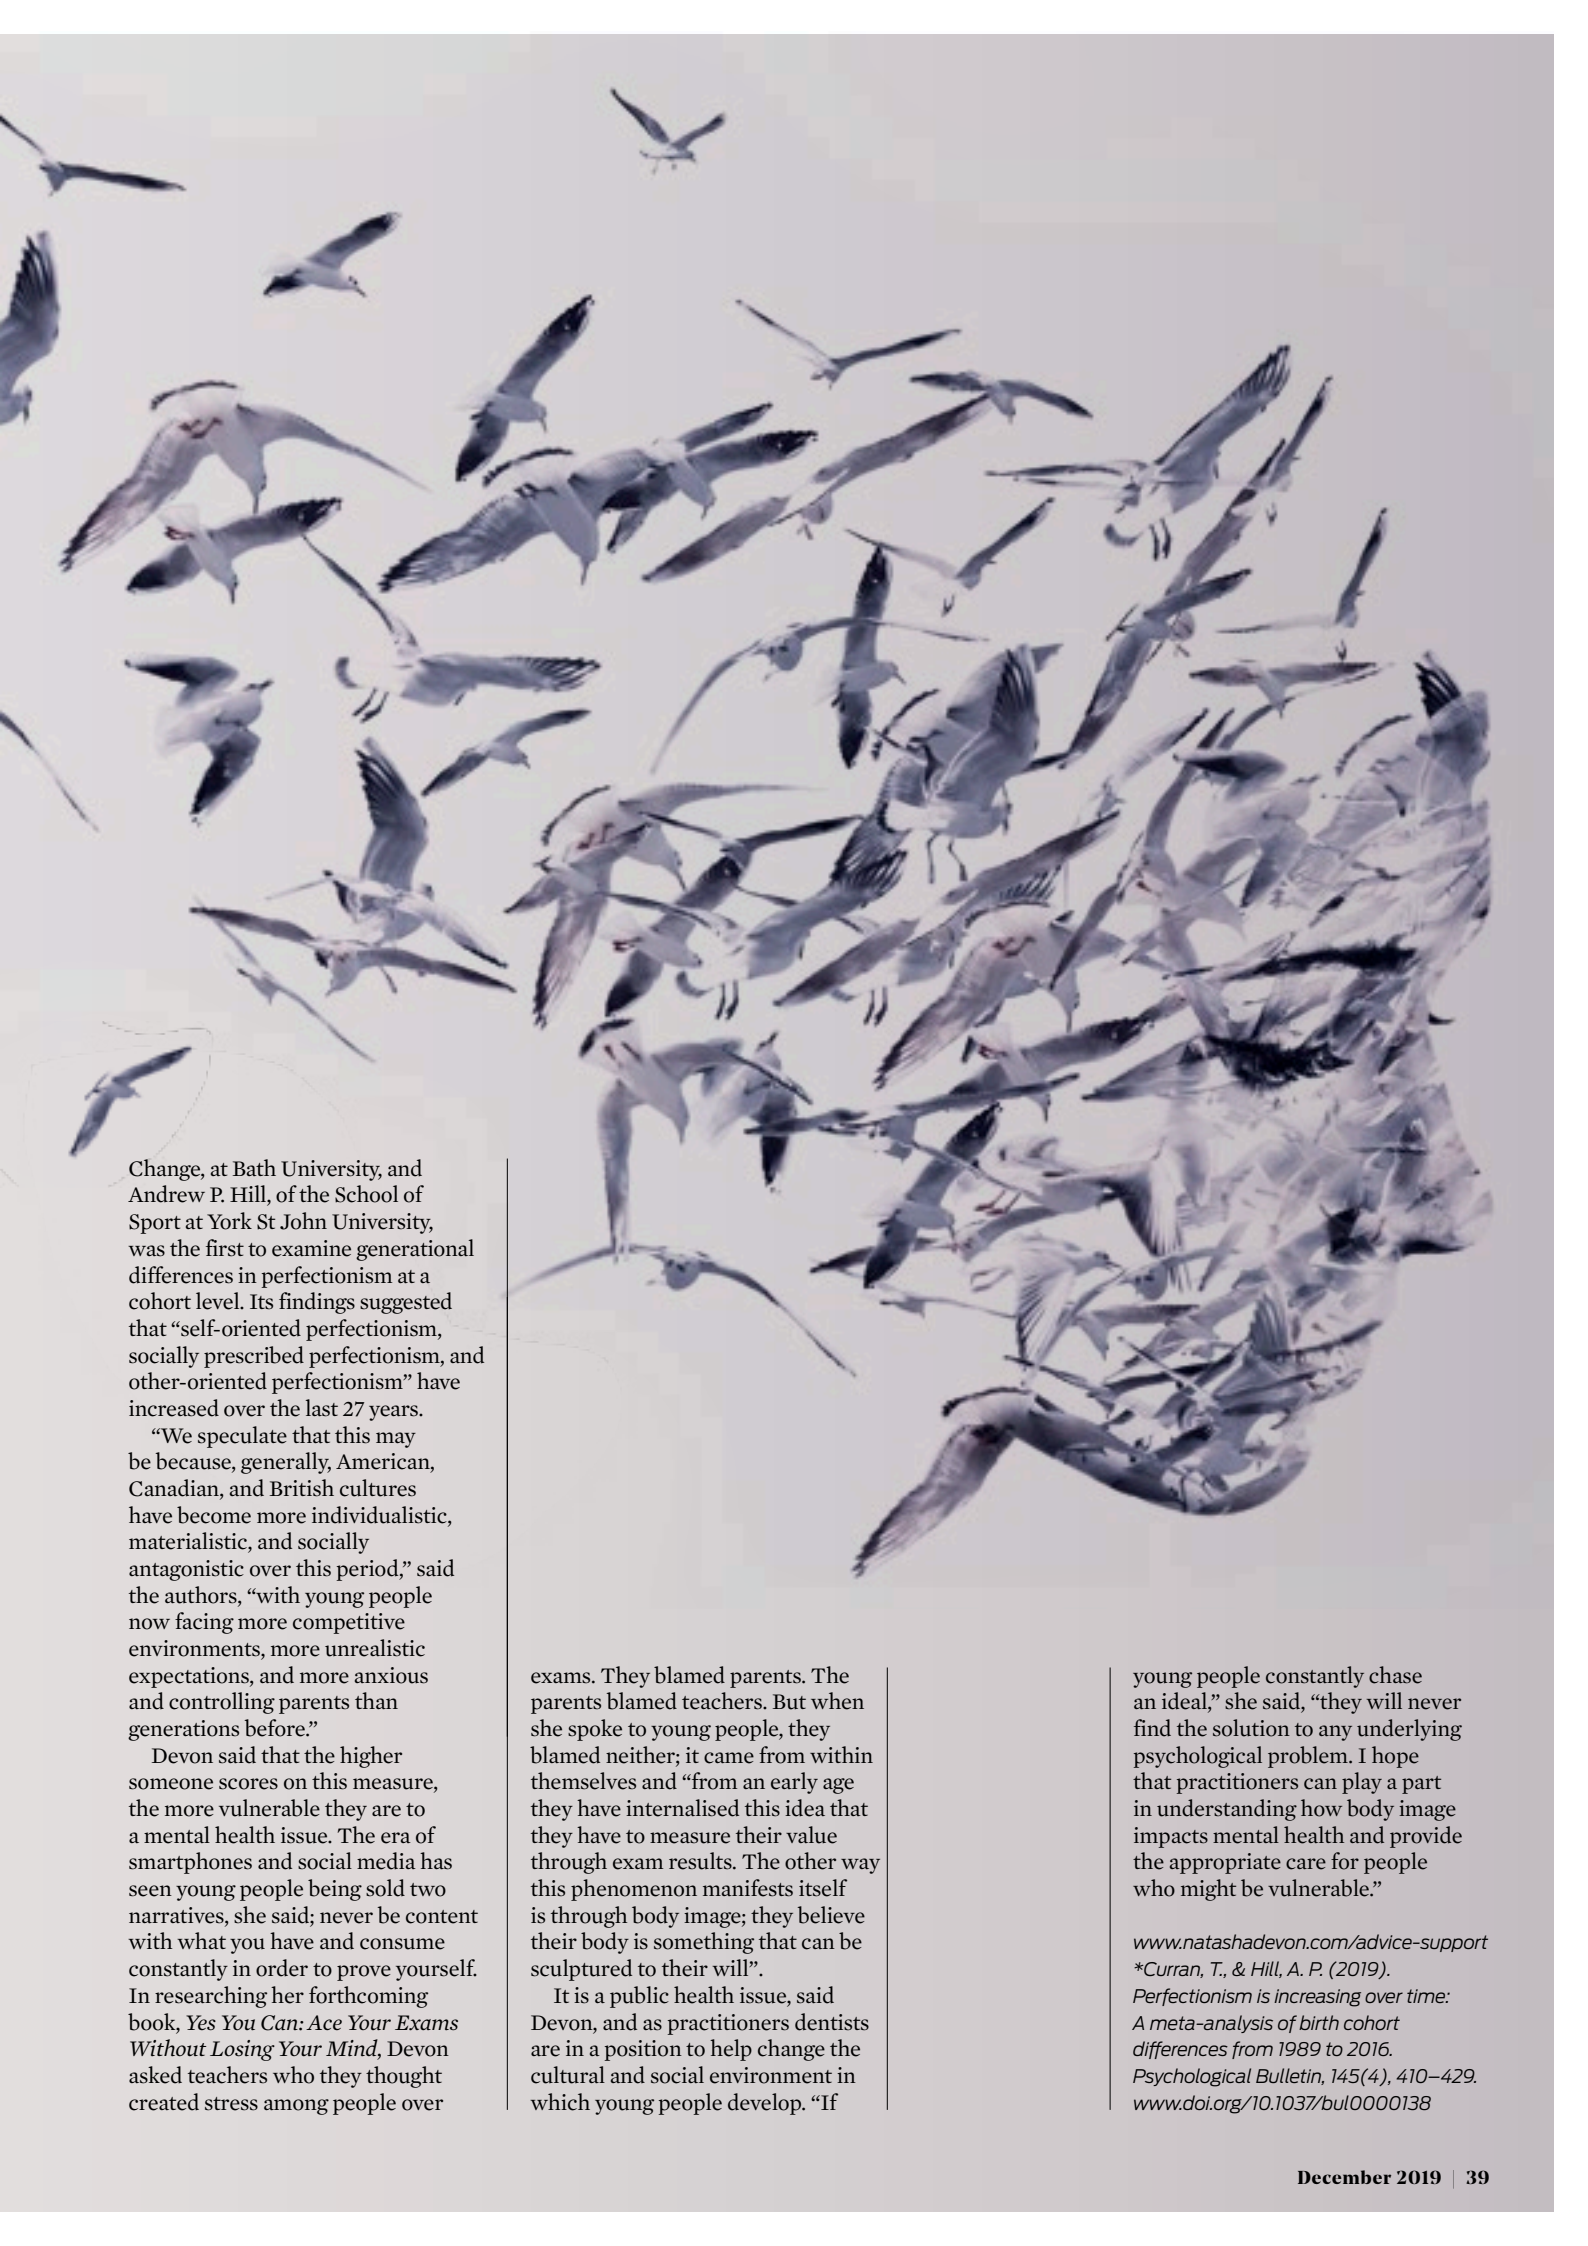 Change, at Bath University, and
Andrew P. Hill, of the School of
Sport at York St John University,
was the first to examine generational
differences in perfectionism at a
cohort level. Its findings suggested
that “self-oriented perfectionism,
socially prescribed perfectionism, and
other-oriented perfectionism” have
increased over the last 27 years.
“We speculate that this may
be because, generally, American,
Canadian, and British cultures
have become more individualistic,
materialistic, and socially
antagonistic over this period,” said
the authors, “with young people
now facing more competitive
environments, more unrealistic
expectations, and more anxious
and controlling parents than
generations before.”
Devon said that the higher
someone scores on this measure,
the more vulnerable they are to
a mental health issue. The era of
smartphones and social media has
seen young people being sold two
narratives, she said; never be content
with what you have and consume
constantly in order to prove yourself.
In researching her forthcoming
book, Yes You Can: Ace Your Exams
Without Losing Your Mind, Devon
asked teachers who they thought
created stress among people over
exams. They blamed parents. The
parents blamed teachers. But when
she spoke to young people, they
blamed neither; it came from within
themselves and “from an early age
they have internalised this idea that
they have to measure their value
through exam results. The other way
this phenomenon manifests itself
is through body image; they believe
their body is something that can be
sculptured to their will”.
It is a public health issue, said
Devon, and as practitioners dentists
are in a position to help change the
cultural and social environment in
which young people develop. “If
young people constantly chase
an ideal,” she said, “they will never
find the solution to any underlying
psychological problem. I hope
that practitioners can play a part
in understanding how body image
impacts mental health and provide
the appropriate care for people
who might be vulnerable.”
www.natashadevon.com/advice-support
*Curran, T., & Hill, A. P. (2019).
Perfectionism is increasing over time:
A meta-analysis of birth cohort
differences from 1989 to 2016.
Psychological Bulletin, 145(4), 410–429.
www.doi.org/10.1037/bul0000138
December 2019 | 39